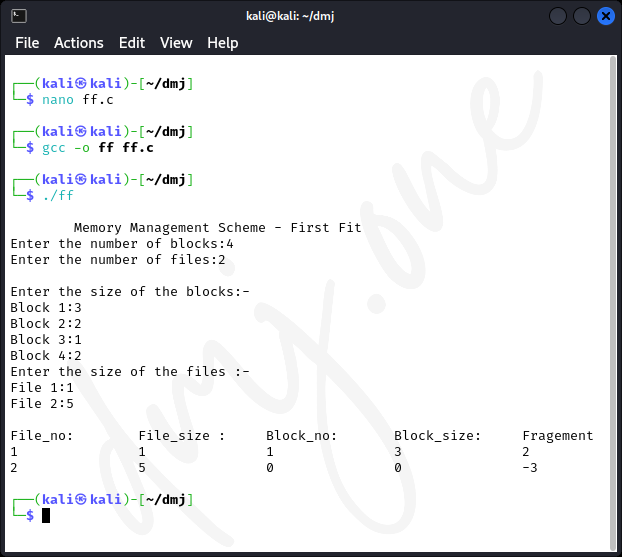 kali@kali: ~/dmj
File Actions Edit View Help
┌──(kali㉿kali)-[~/dmj]
└─$ nano ff.c
┌──(kali㉿kali)-[~/dmj]
└─$ gcc -o ff ff.c
┌──(kali㉿kali)-[~/dmj]
└─$ ./ff
Memory Management Scheme - First Fit
Enter the number of blocks:4
Enter the number of files:2
Enter the size of the blocks:-
Block 1:3
Block 2:2
Block 3:1
Block 4:2
Enter the size of the files :-
File 1:1
File 2:5
File_no: File_size : Block_no: Block_size: Fragement
1 1 1 3 2
2 5 0 0 -3
┌──(kali㉿kali)-[~/dmj]
└─$
dmj.one